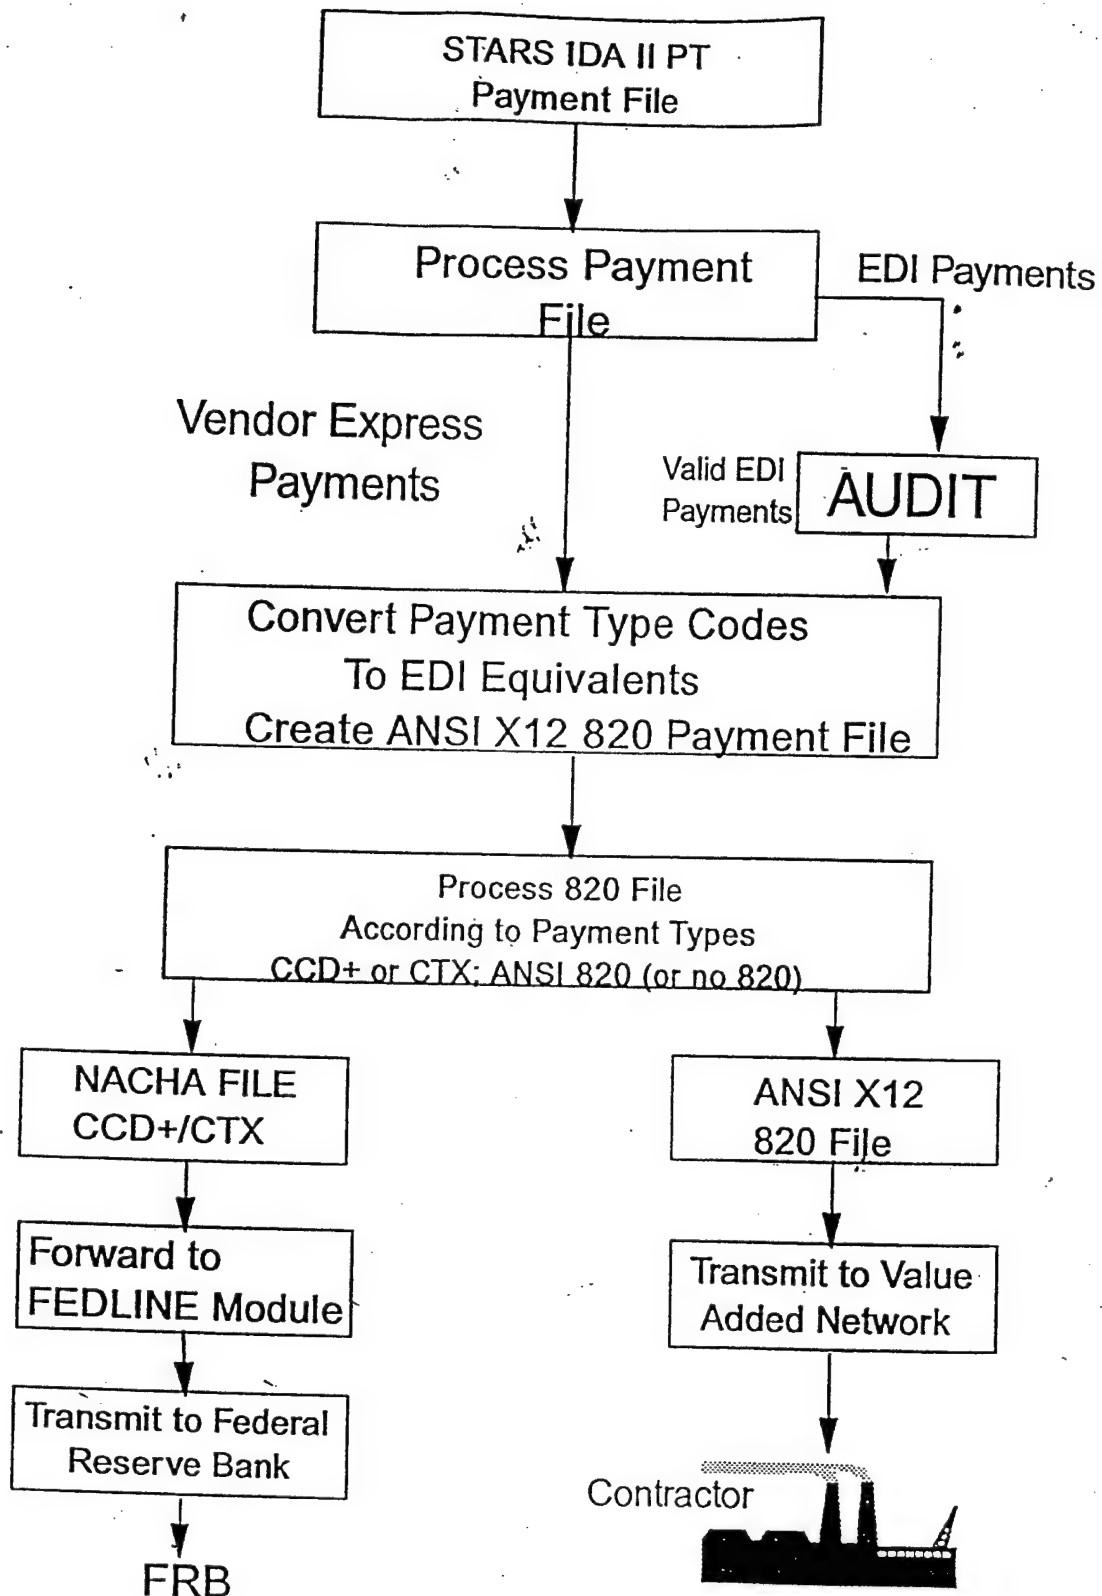 STARS IDA II PT
Payment File
Process Payment
File
EDI Payments
Vendor Express
Payments
Valid EDI
Payments
AUDIT
Convert Payment Type Codes
To EDI Equivalents
Create ANSI X12 820 Payment File
Process 820 File
According to Payment Types
CCD+ or CTX; ANSI 820 (or no 820)
NACHA FILE
CCD+/CTX
ANSI X12
820 File
Forward to
FEDLINE Module
Transmit to Value
Added Network
Transmit to Federal
Reserve Bank
Contractor
FRB